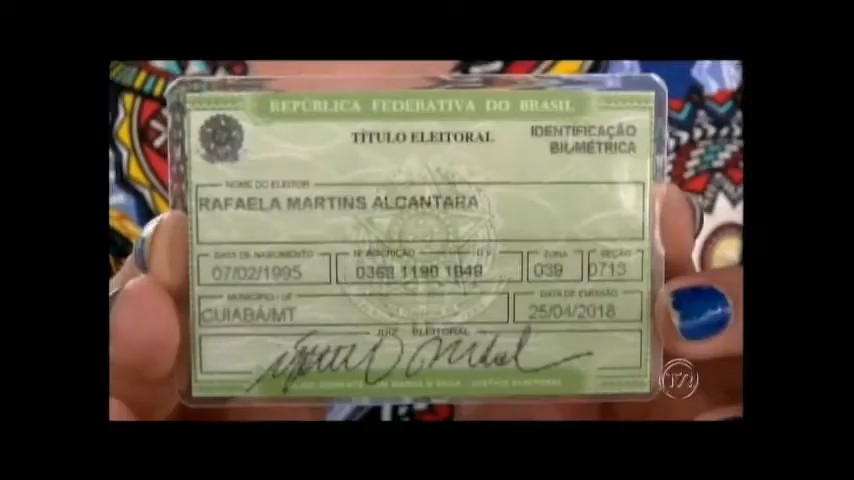 REPÚBLICA FEDERATIVA DO BRASIL
TÍTULO ELEITORAL
IDENTIFICAÇÃO
BIOMÉTRICA
NOME DO ELEITOR
RAFAELA MARTINS ALCANTARA
DATA DE NASCIMENTO Nº INSCRIÇÃO D.V. ZONA SEÇÃO
07/02/1995 0368 1190 1848 039 0713
MUNICÍPIO - UF DATA DE EMISSÃO
CUIABÁ/MT 25/04/2018
JUIZ ELEITORAL